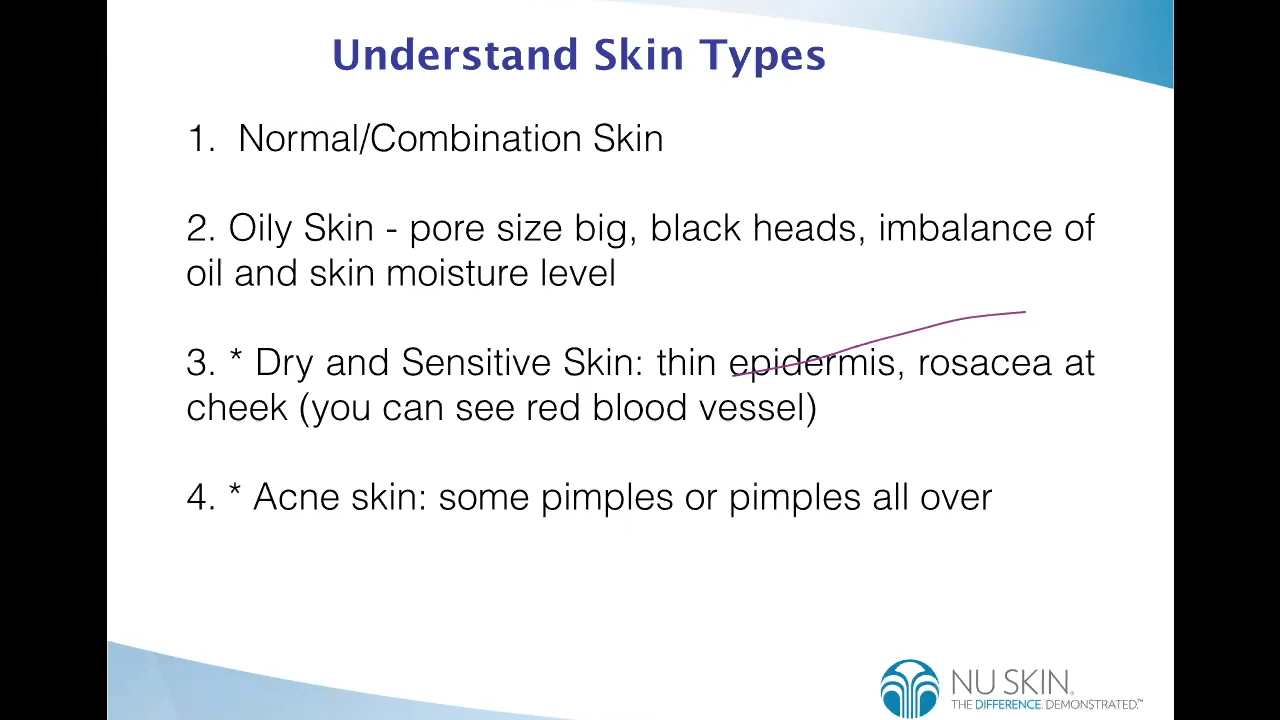 Understand Skin Types
1. Normal/Combination Skin
2. Oily Skin - pore size big, black heads, imbalance of
oil and skin moisture level
3. * Dry and Sensitive Skin: thin epidermis, rosacea at
cheek (you can see red blood vessel)
4. * Acne skin: some pimples or pimples all over
NU SKIN®
THE DIFFERENCE. DEMONSTRATED.™